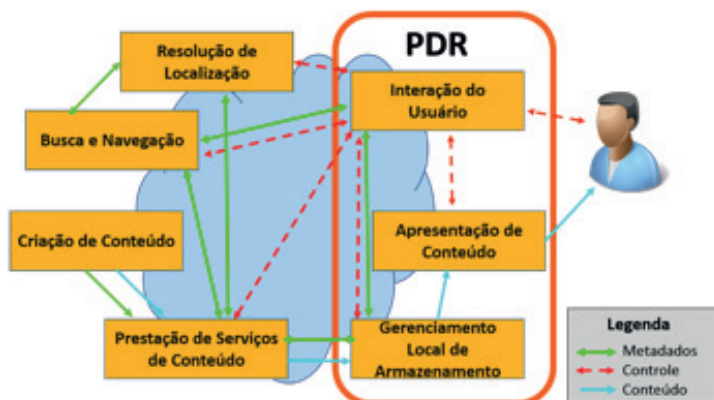 PDR
Resolução de
Localização
Interação do
Usuário
Busca e Navegação
Criação de Conteúdo
Apresentação de
Conteúdo
Prestação de Serviços
de Conteúdo
Gerenciamento
Local de
Armazenamento
Legenda
Metadados
Controle
Conteúdo